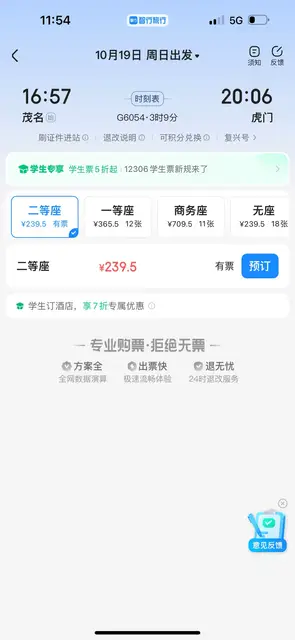 11:54
智行旅行
5G
10月19日 周日出发
须知
反馈
16:57
时刻表
20:06
茂名
G6054·3时9分
虎门
刷证件进站
退改说明
可积分兑换
复兴号
学生专享 学生票5折起 12306学生票新规来了
二等座
¥239.5 有票
一等座
¥365.5 12张
商务座
¥709.5 11张
无座
¥239.5 18张
二等座
¥239.5
有票
预订
学生订酒店，享7折专属优惠
专业购票·拒绝无票
方案全
出票快
退无忧
全网数据演算
极速流畅体验
24时退改服务
意见反馈